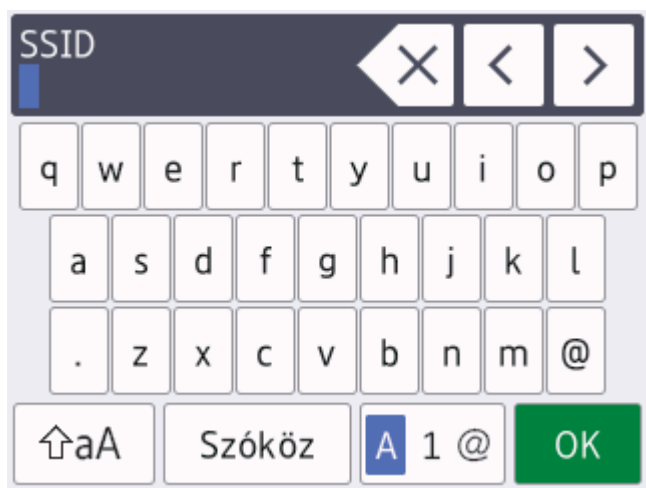 SSID
q w e r t y u i o p
a s d f g h j k l
. z x c v b n m @
aA Szóköz A 1 @ OK